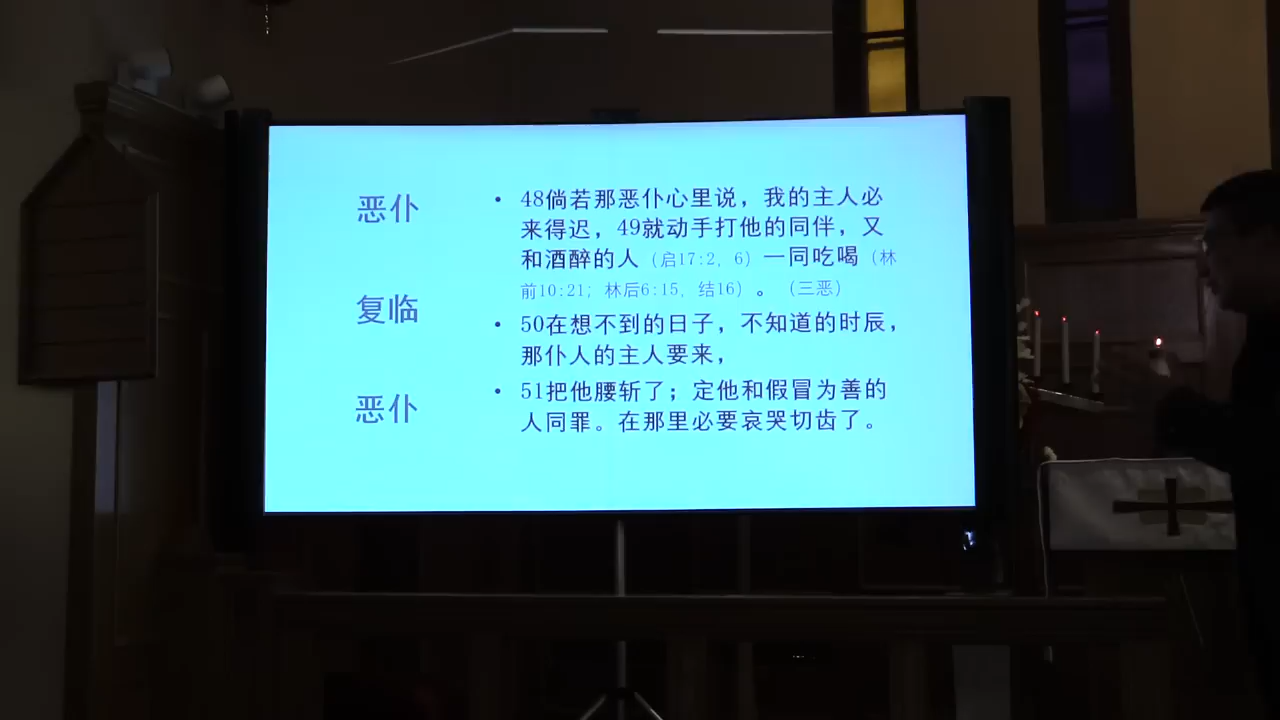 恶仆
• 48倘若那恶仆心里说，我的主人必
来得迟，49就动手打他的同伴，又
和酒醉的人（启17:2，6）一同吃喝（林
前10:21；林后6:15，结16）。（三恶）
复临
• 50在想不到的日子，不知道的时辰，
那仆人的主人要来，
恶仆
• 51把他腰斩了；定他和假冒为善的
人同罪。在那里必要哀哭切齿了。